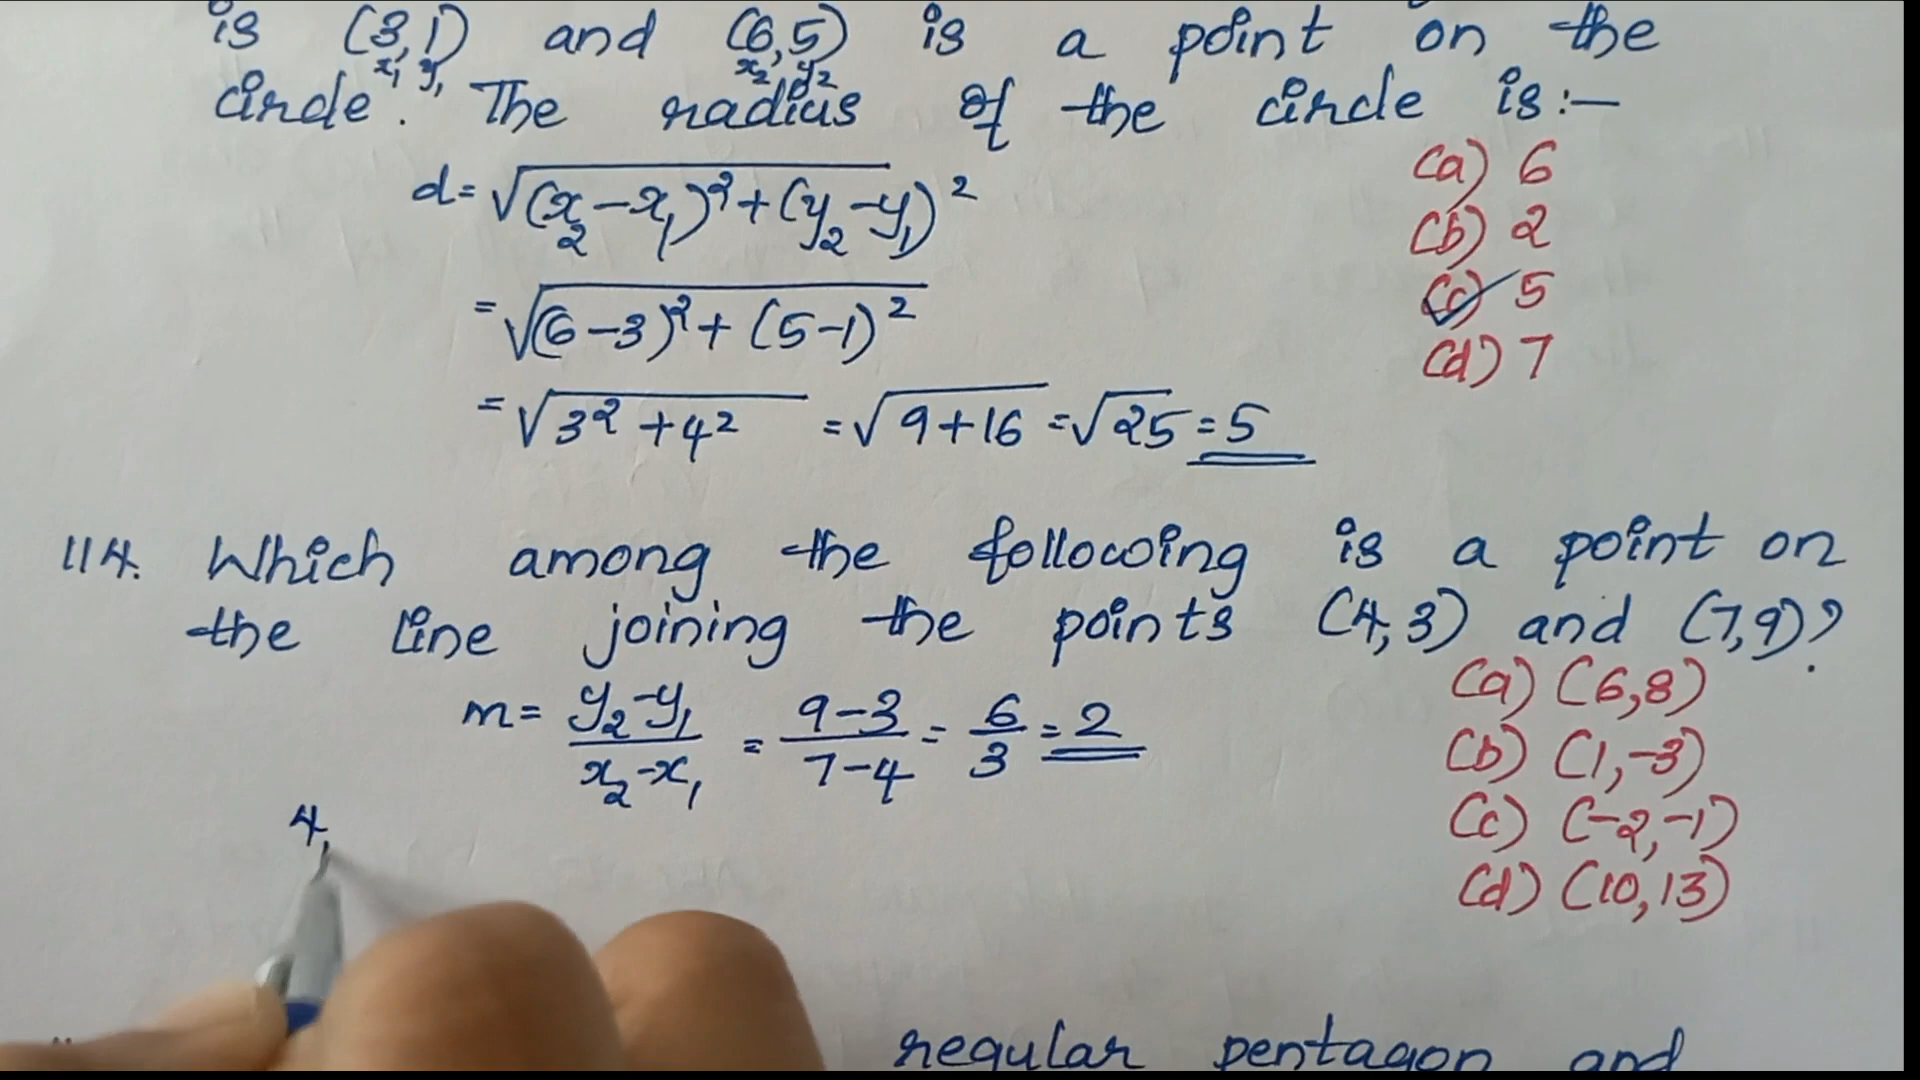 is (3,1) and (6,5) is a point on the
x₁ y₁ x₂ y₂
circle. The radius of the circle is:-
d=√(x₂-x₁)²+(y₂-y₁)²
=√(6-3)²+(5-1)²
=√3²+4² =√9+16 =√25=5
(a) 6
(b) 2
(c) 5
(d) 7
114. Which among the following is a point on
the line joining the points (4,3) and (7,9)?
m= y₂-y₁/x₂-x₁ = 9-3/7-4 = 6/3 = 2
(a) (6,8)
(b) (1,-3)
(c) (-2,-1)
(d) (10,13)
4,
regular pentagon and